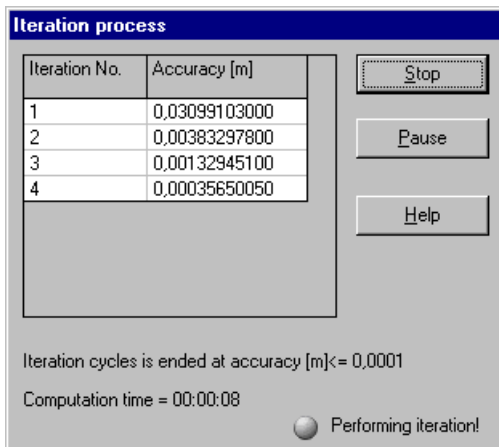 Iteration process
Iteration No. Accuracy [m]
1 0,03099103000
2 0,00383297800
3 0,00132945100
4 0,00035650050
Stop
Pause
Help
Iteration cycles is ended at accuracy [m]<= 0,0001
Computation time = 00:00:08
Performing iteration!